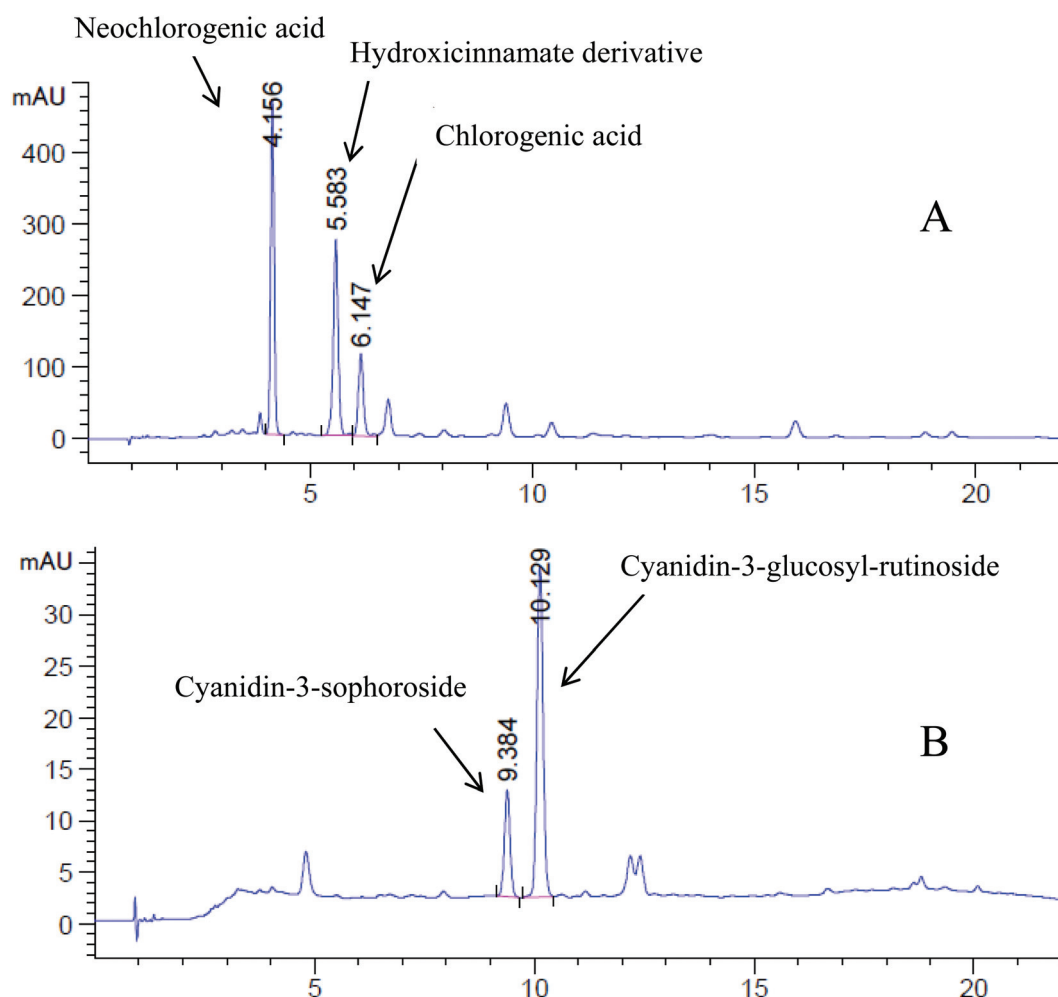 Neochlorogenic acid
Hydroxicinnamate derivative
Chlorogenic acid
mAU
4.156
5.583
6.147
A
400
300
200
100
0
5
10
15
20
mAU
10.129
Cyanidin-3-glucosyl-rutinoside
Cyanidin-3-sophoroside
9.384
B
30
25
20
15
10
5
0
5
10
15
20